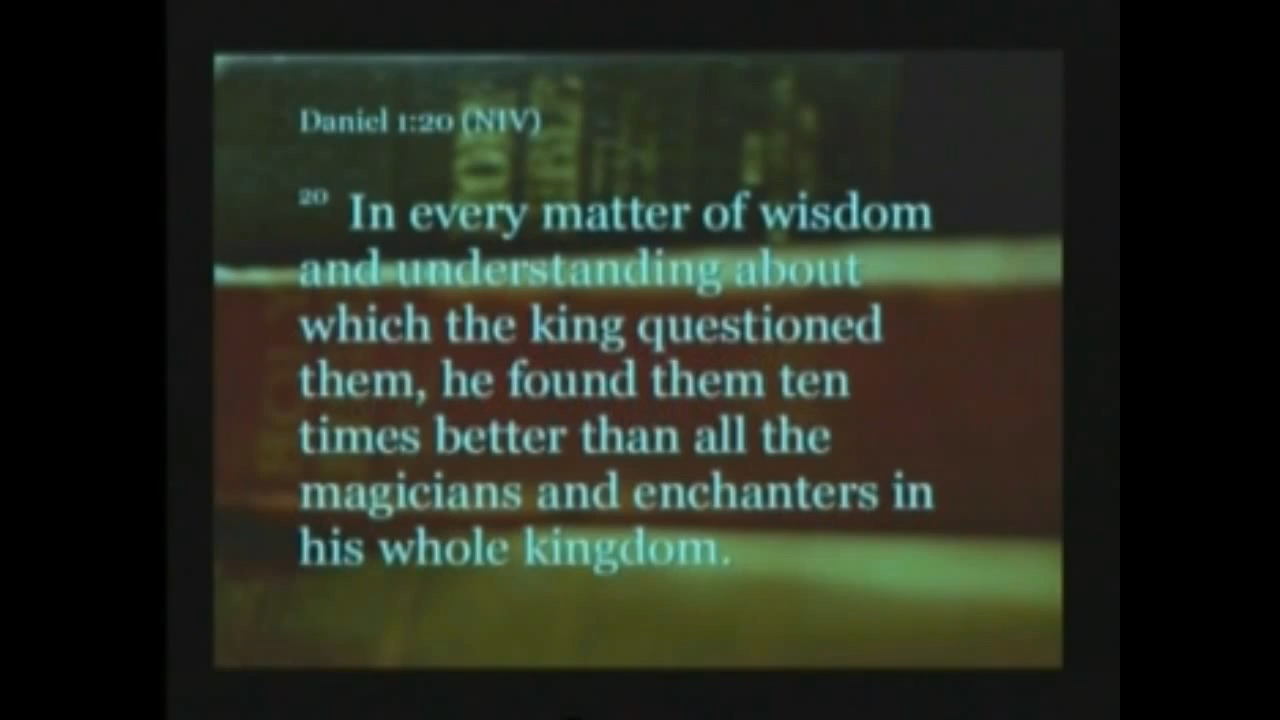 Daniel 1:20 (NIV)
20 In every matter of wisdom
and understanding about
which the king questioned
them, he found them ten
times better than all the
magicians and enchanters in
his whole kingdom.